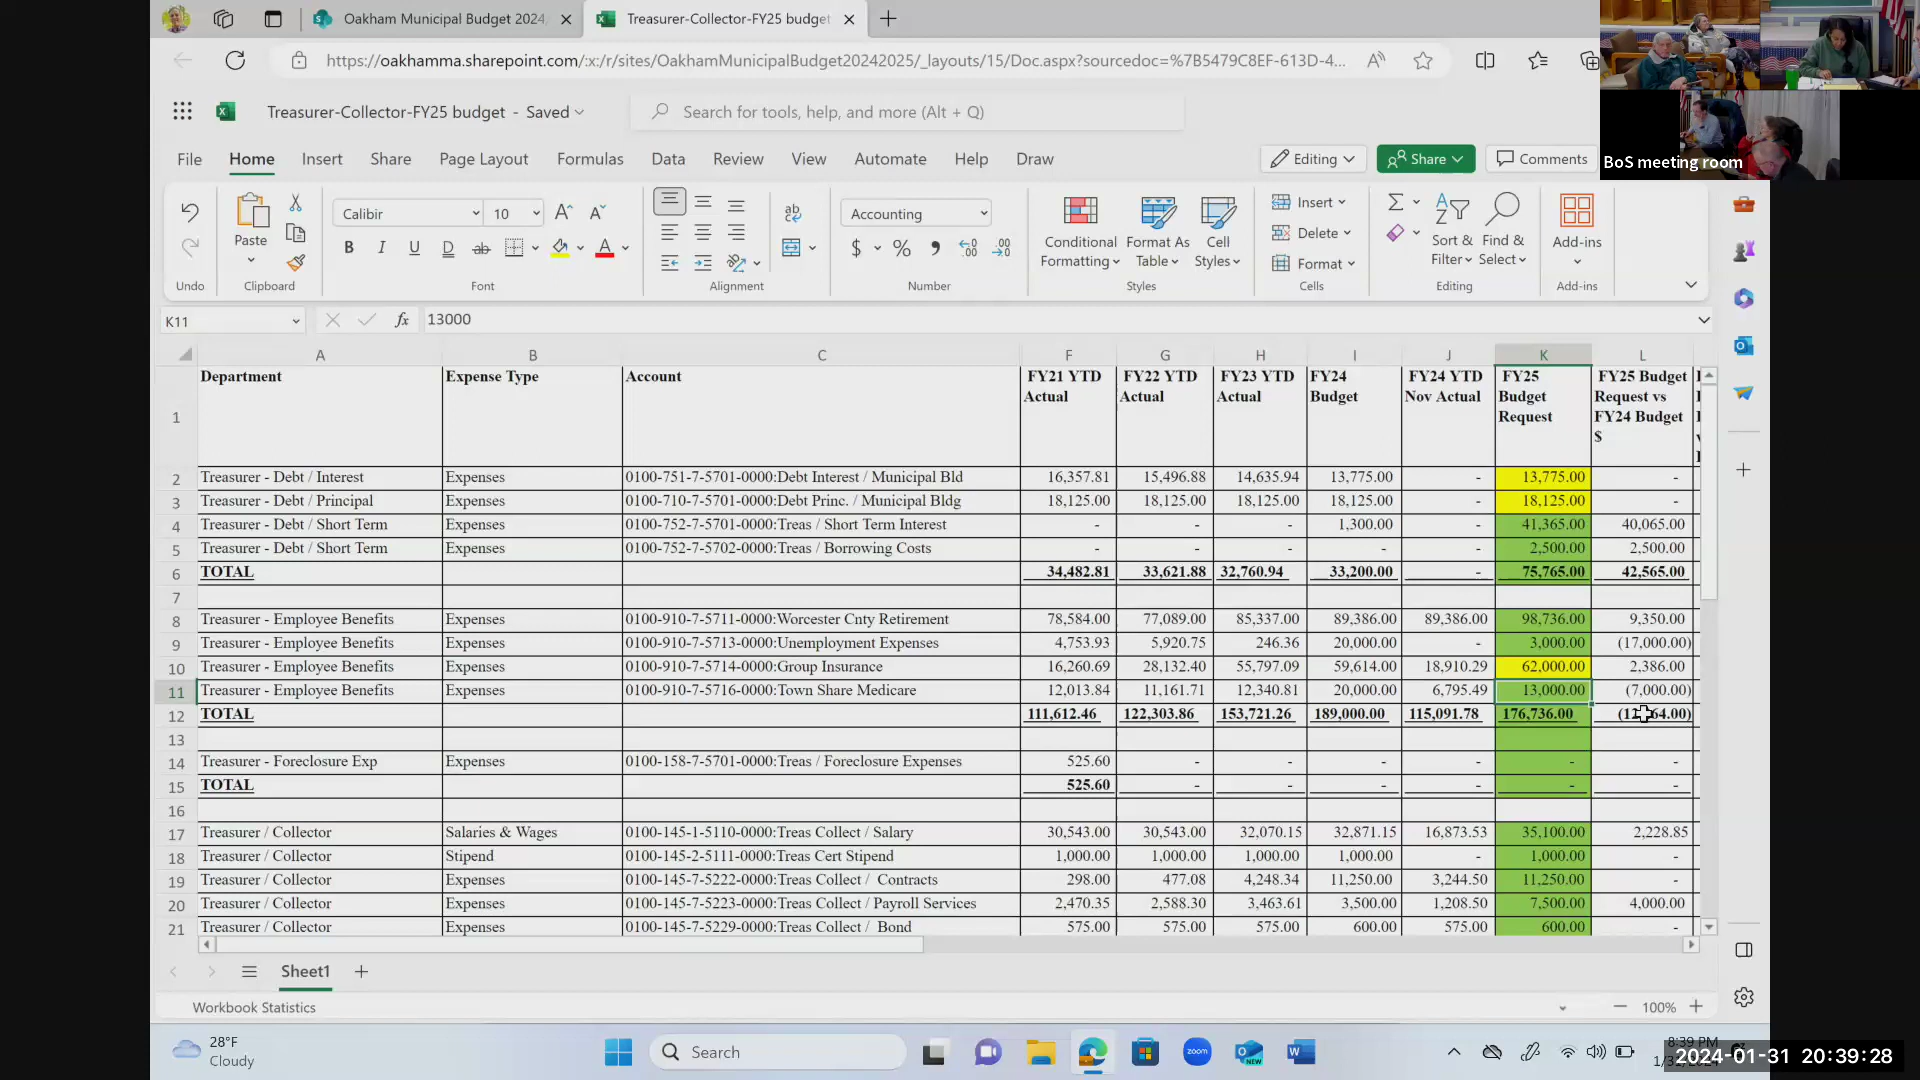 Oakham Municipal Budget 2024
Treasurer-Collector-FY25 budget
https://oakhamma.sharepoint.com/:x:/r/sites/OakhamMunicipalBudget20242025/_layouts/15/Doc.aspx?sourcedoc=%7B5479C8EF-613D-4...
Treasurer-Collector-FY25 budget - Saved
Search for tools, help, and more (Alt + Q)
BoS meeting room
File Home Insert Share Page Layout Formulas Data Review View Automate Help Draw Editing Share Comments
Paste Calibir 10 Accounting
Conditional Formatting Format As Table Cell Styles
Insert Delete Format
Sort & Filter Find & Select Add-ins
Undo Clipboard Font Alignment Number Styles Cells Editing Add-ins
K11 fx 13000
A B C F G H I J K L
1 Department Expense Type Account FY21 YTD Actual FY22 YTD Actual FY23 YTD Actual FY24 Budget FY24 YTD Nov Actual FY25 Budget Request FY25 Budget Request vs FY24 Budget $
2 Treasurer - Debt / Interest Expenses 0100-751-7-5701-0000:Debt Interest / Municipal Bld 16,357.81 15,496.88 14,635.94 13,775.00 - 13,775.00 -
3 Treasurer - Debt / Principal Expenses 0100-710-7-5701-0000:Debt Princ. / Municipal Bldg 18,125.00 18,125.00 18,125.00 18,125.00 - 18,125.00 -
4 Treasurer - Debt / Short Term Expenses 0100-752-7-5701-0000:Treas / Short Term Interest - - - 1,300.00 - 41,365.00 40,065.00
5 Treasurer - Debt / Short Term Expenses 0100-752-7-5702-0000:Treas / Borrowing Costs - - - - - 2,500.00 2,500.00
6 TOTAL 34,482.81 33,621.88 32,760.94 33,200.00 - 75,765.00 42,565.00
7
8 Treasurer - Employee Benefits Expenses 0100-910-7-5711-0000:Worcester Cnty Retirement 78,584.00 77,089.00 85,337.00 89,386.00 89,386.00 98,736.00 9,350.00
9 Treasurer - Employee Benefits Expenses 0100-910-7-5713-0000:Unemployment Expenses 4,753.93 5,920.75 246.36 20,000.00 - 3,000.00 (17,000.00)
10 Treasurer - Employee Benefits Expenses 0100-910-7-5714-0000:Group Insurance 16,260.69 28,132.40 55,797.09 59,614.00 18,910.29 62,000.00 2,386.00
11 Treasurer - Employee Benefits Expenses 0100-910-7-5716-0000:Town Share Medicare 12,013.84 11,161.71 12,340.81 20,000.00 6,795.49 13,000.00 (7,000.00)
12 TOTAL 111,612.46 122,303.86 153,721.26 189,000.00 115,091.78 176,736.00
13
14 Treasurer - Foreclosure Exp Expenses 0100-158-7-5701-0000:Treas / Foreclosure Expenses 525.60 - - - - - -
15 TOTAL 525.60 - - - - - -
16
17 Treasurer / Collector Salaries & Wages 0100-145-1-5110-0000:Treas Collect / Salary 30,543.00 30,543.00 32,070.15 32,871.15 16,873.53 35,100.00 2,228.85
18 Treasurer / Collector Stipend 0100-145-2-5111-0000:Treas Cert Stipend 1,000.00 1,000.00 1,000.00 1,000.00 - 1,000.00 -
19 Treasurer / Collector Expenses 0100-145-7-5222-0000:Treas Collect / Contracts 298.00 477.08 4,248.34 11,250.00 3,244.50 11,250.00 -
20 Treasurer / Collector Expenses 0100-145-7-5223-0000:Treas Collect / Payroll Services 2,470.35 2,588.30 3,463.61 3,500.00 1,208.50 7,500.00 4,000.00
21 Treasurer / Collector Expenses 0100-145-7-5229-0000:Treas Collect / Bond 575.00 575.00 575.00 600.00 575.00 600.00 -
Sheet1
Workbook Statistics 100%
28°F
Cloudy
Search
8:39 PM
2024-01-31 20:39:28